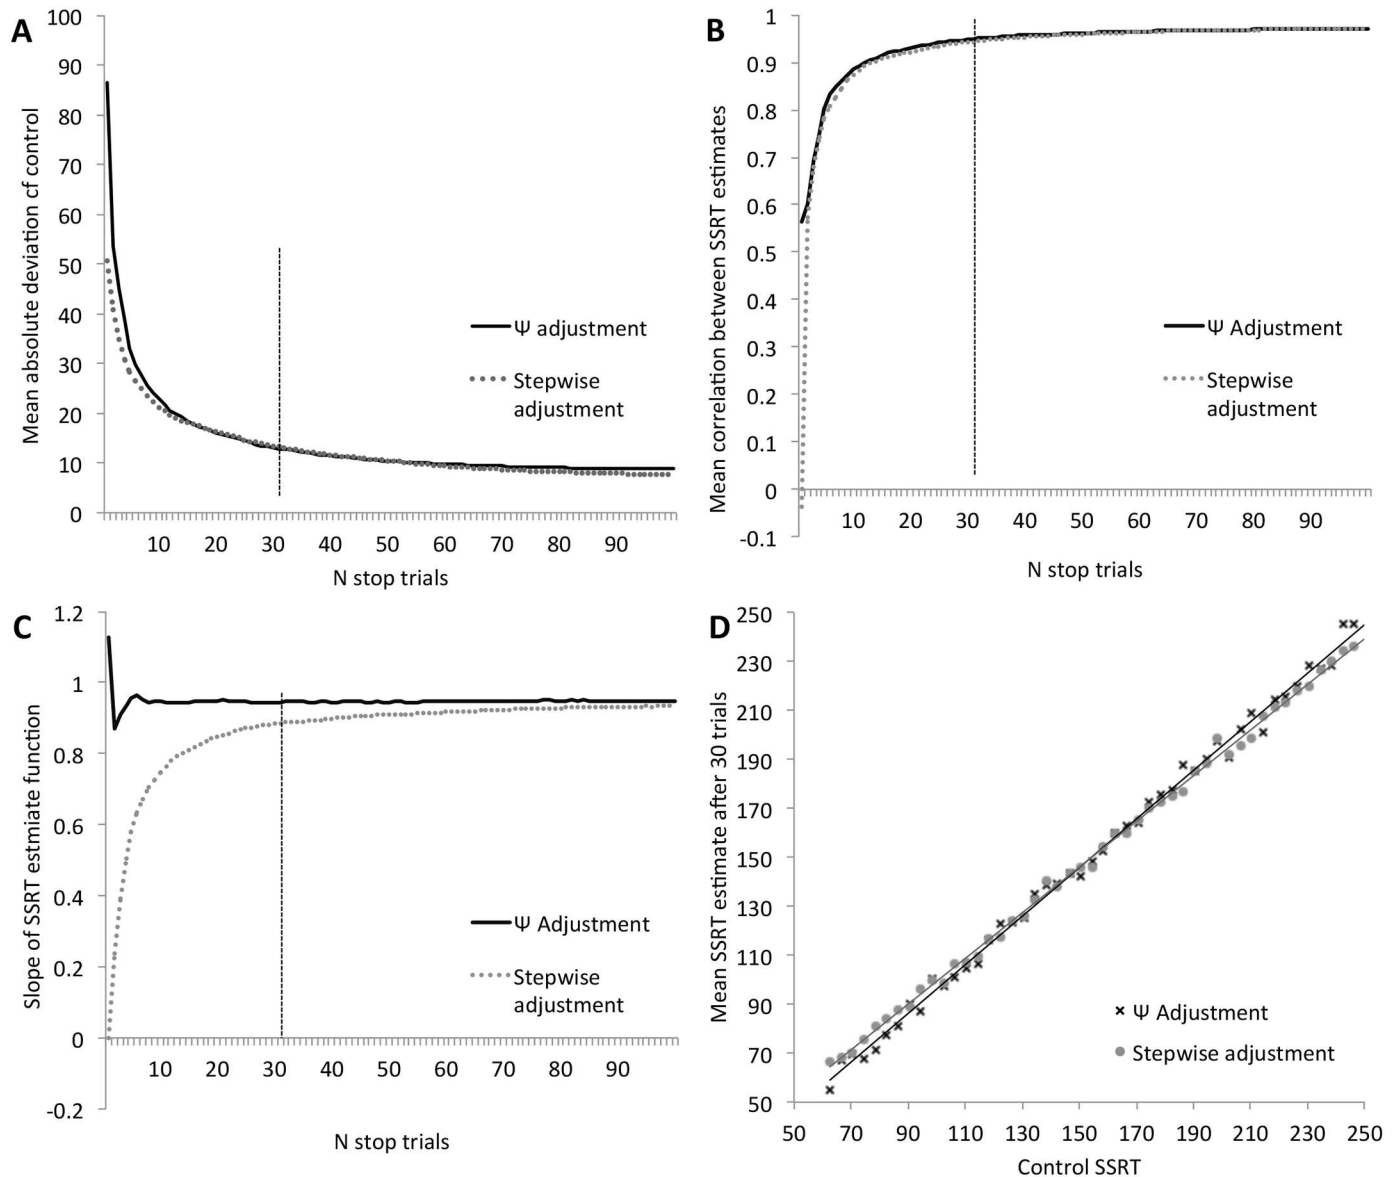 A
100
90
80
70
60
50
40
30
20
10
0
Mean absolute deviation cf control
Ψ adjustment
Stepwise
adjustment
10 20 30 40 50 60 70 80 90
N stop trials
B
1
0.9
0.8
0.7
0.6
0.5
0.4
0.3
0.2
0.1
0
-0.1
Mean correlation between SSRT estimates
Ψ Adjustment
Stepwise
adjustment
10 20 30 40 50 60 70 80 90
N stop trials
C
1.2
1
0.8
0.6
0.4
0.2
0
-0.2
Slope of SSRT estmiate function
Ψ Adjustment
Stepwise
adjustment
10 20 30 40 50 60 70 80 90
N stop trials
D
250
230
210
190
170
150
130
110
90
70
50
Mean SSRT estimate after 30 trials
Ψ Adjustment
Stepwise adjustment
50 70 90 110 130 150 170 190 210 230 250
Control SSRT